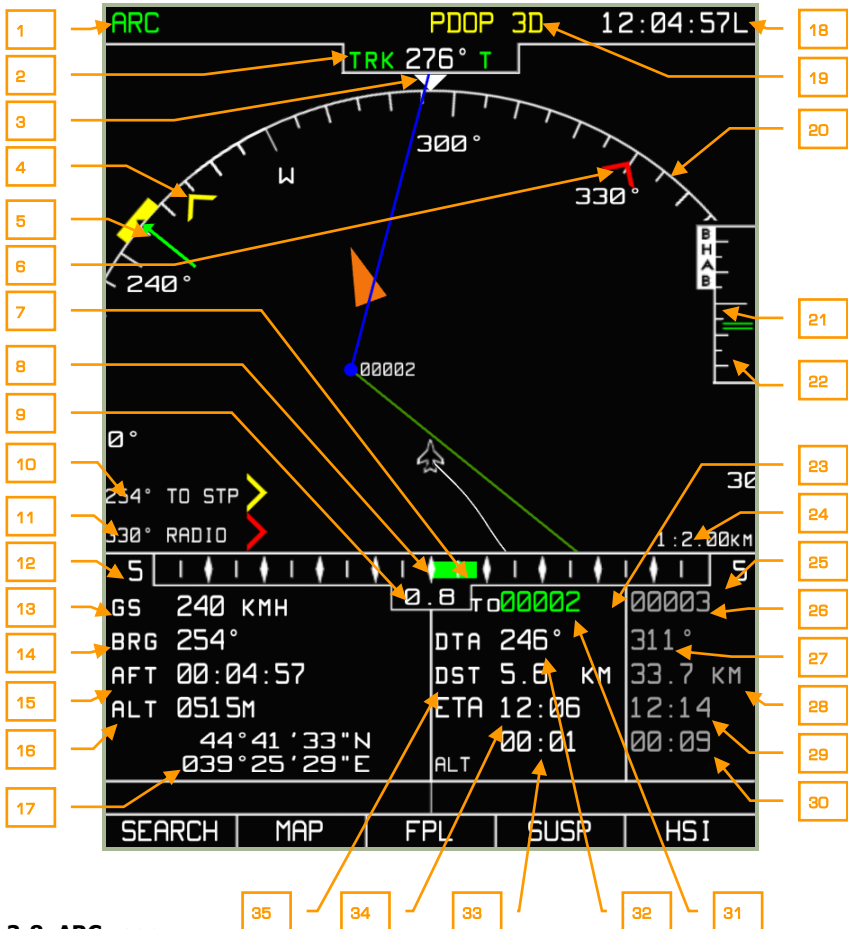 1 ARC PDOP 3D 12:04:57L 18
2 TRK 276° T 19
3 300° 20
4 W 330°
5
6 240° B H A B
7 21
8 00002 22
9
0°
10 254° TO STP 30 23
11 330° RADIO 1:2.00KM 24
12 5 5 25
0.8
13 GS 240 KMH TO 00002 00003 26
14 BRG 254° DTA 246° 311° 27
15 AFT 00:04:57 DST 5.6 KM 33.7 KM 28
16 ALT 0515M ETA 12:06 12:14 29
44°41'33"N 00:01 00:09
17 039°25'29"E ALT 30
SEARCH MAP FPL SUSP HSI
35 34 33 32 31